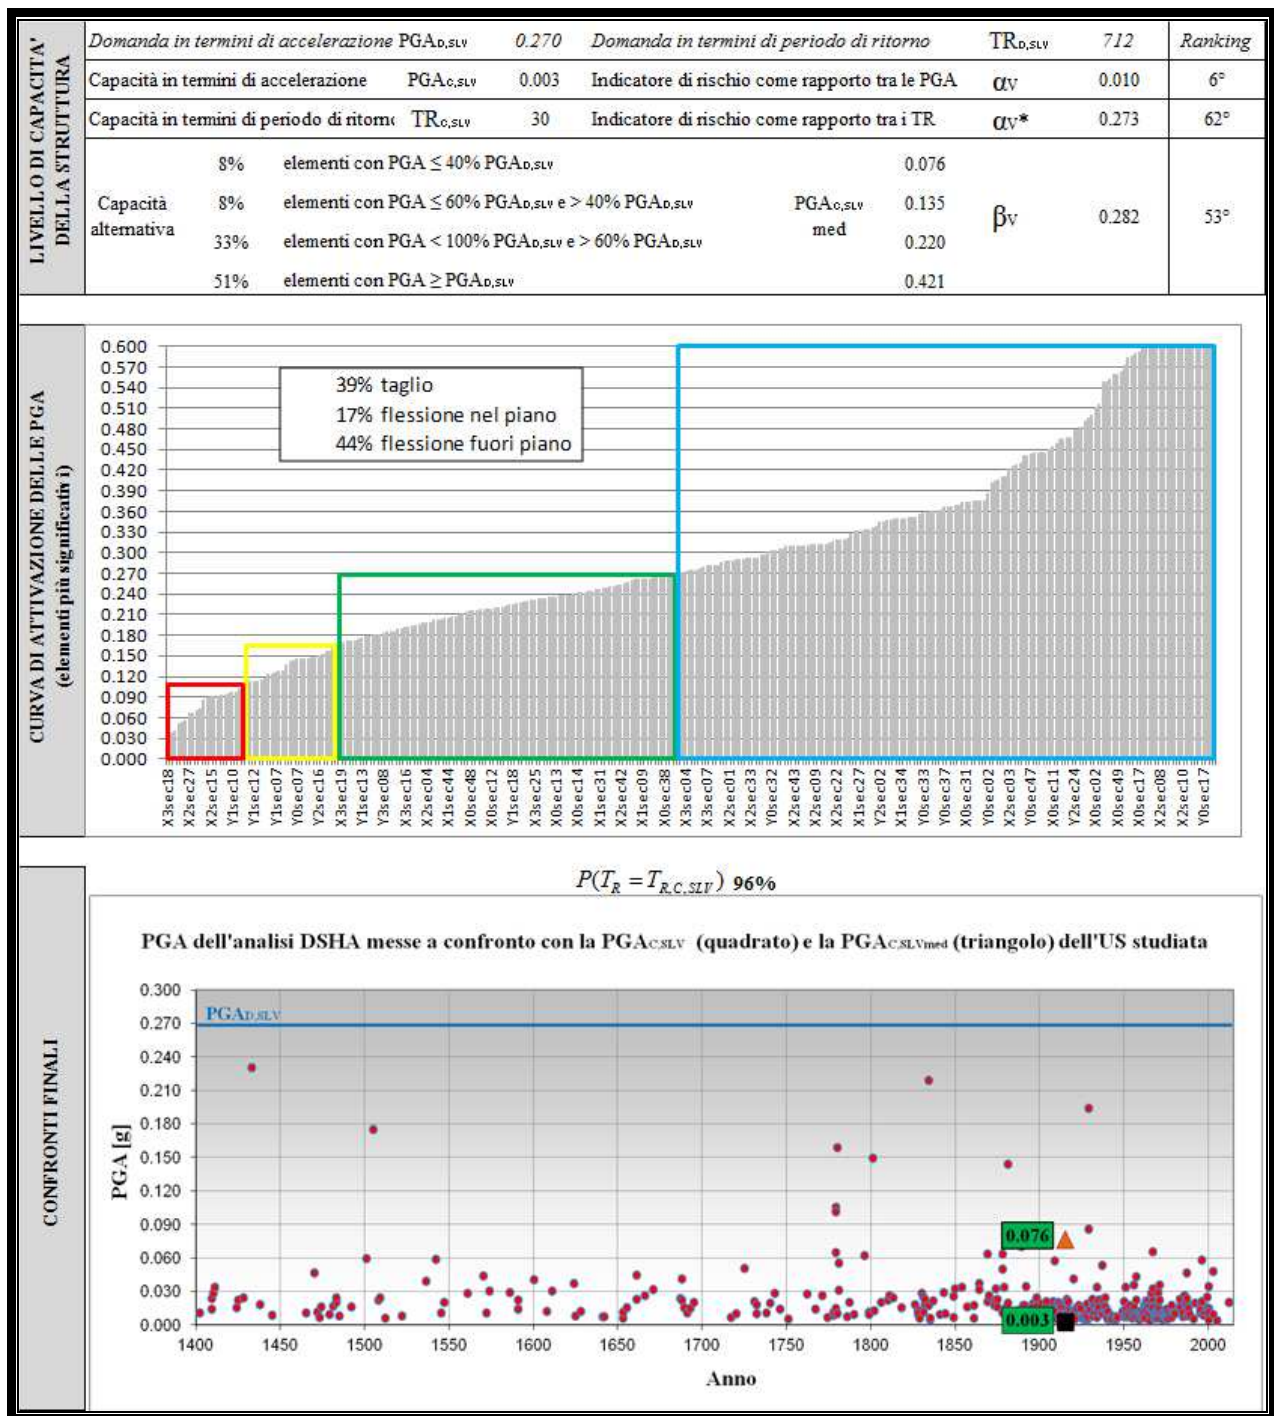 LIVELLO DI CAPACITA'
DELLA STRUTTURA
Domanda in termini di accelerazione PGAD,SLV 0.270 Domanda in termini di periodo di ritorno TRD,SLV 712 Ranking
Capacità in termini di accelerazione PGAC,SLV 0.003 Indicatore di rischio come rapporto tra le PGA αV 0.010 6°
Capacità in termini di periodo di ritorno TRC,SLV 30 Indicatore di rischio come rapporto tra i TR αV* 0.273 62°
Capacità
alternativa
8% elementi con PGA ≤ 40% PGAD,SLV 0.076
8% elementi con PGA ≤ 60% PGAD,SLV e > 40% PGAD,SLV 0.135
33% elementi con PGA < 100% PGAD,SLV e > 60% PGAD,SLV 0.220
51% elementi con PGA ≥ PGAD,SLV 0.421
PGAC,SLV
med
βV 0.282 53°
CURVA DI ATTIVAZIONE DELLE PGA
(elementi più significativi)
0.600
0.570
0.540
0.510
0.480
0.450
0.420
0.390
0.360
0.330
0.300
0.270
0.240
0.210
0.180
0.150
0.120
0.090
0.060
0.030
0.000
39% taglio
17% flessione nel piano
44% flessione fuori piano
X3sec18
X2sec27
X2sec15
Y1sec10
Y1sec12
Y1sec07
Y0sec07
Y2sec16
X3sec19
Y1sec13
Y3sec08
X3sec16
X2sec04
X1sec44
X0sec48
X0sec12
Y1sec18
X3sec25
X0sec13
X0sec14
X1sec31
X2sec42
X1sec09
X0sec38
X3sec04
X3sec07
X2sec01
X2sec29
Y0sec32
X2sec43
X2sec09
X2sec22
X1sec27
Y2sec02
X1sec34
Y0sec33
Y0sec37
X0sec31
Y0sec02
X2sec03
Y0sec47
X0sec11
Y2sec24
X0sec02
X0sec49
X0sec17
X2sec08
X2sec10
Y0sec17
CONFRONTI FINALI
P(TR = TR,C,SLV) 96%
PGA dell'analisi DSHA messe a confronto con la PGAC,SLV (quadrato) e la PGAC,SLVmed (triangolo) dell'US studiata
PGA [g]
0.300
0.270
0.240
0.210
0.180
0.150
0.120
0.090
0.060
0.030
0.000
PGAD,SLV
0.076
0.003
1400 1450 1500 1550 1600 1650 1700 1750 1800 1850 1900 1950 2000
Anno